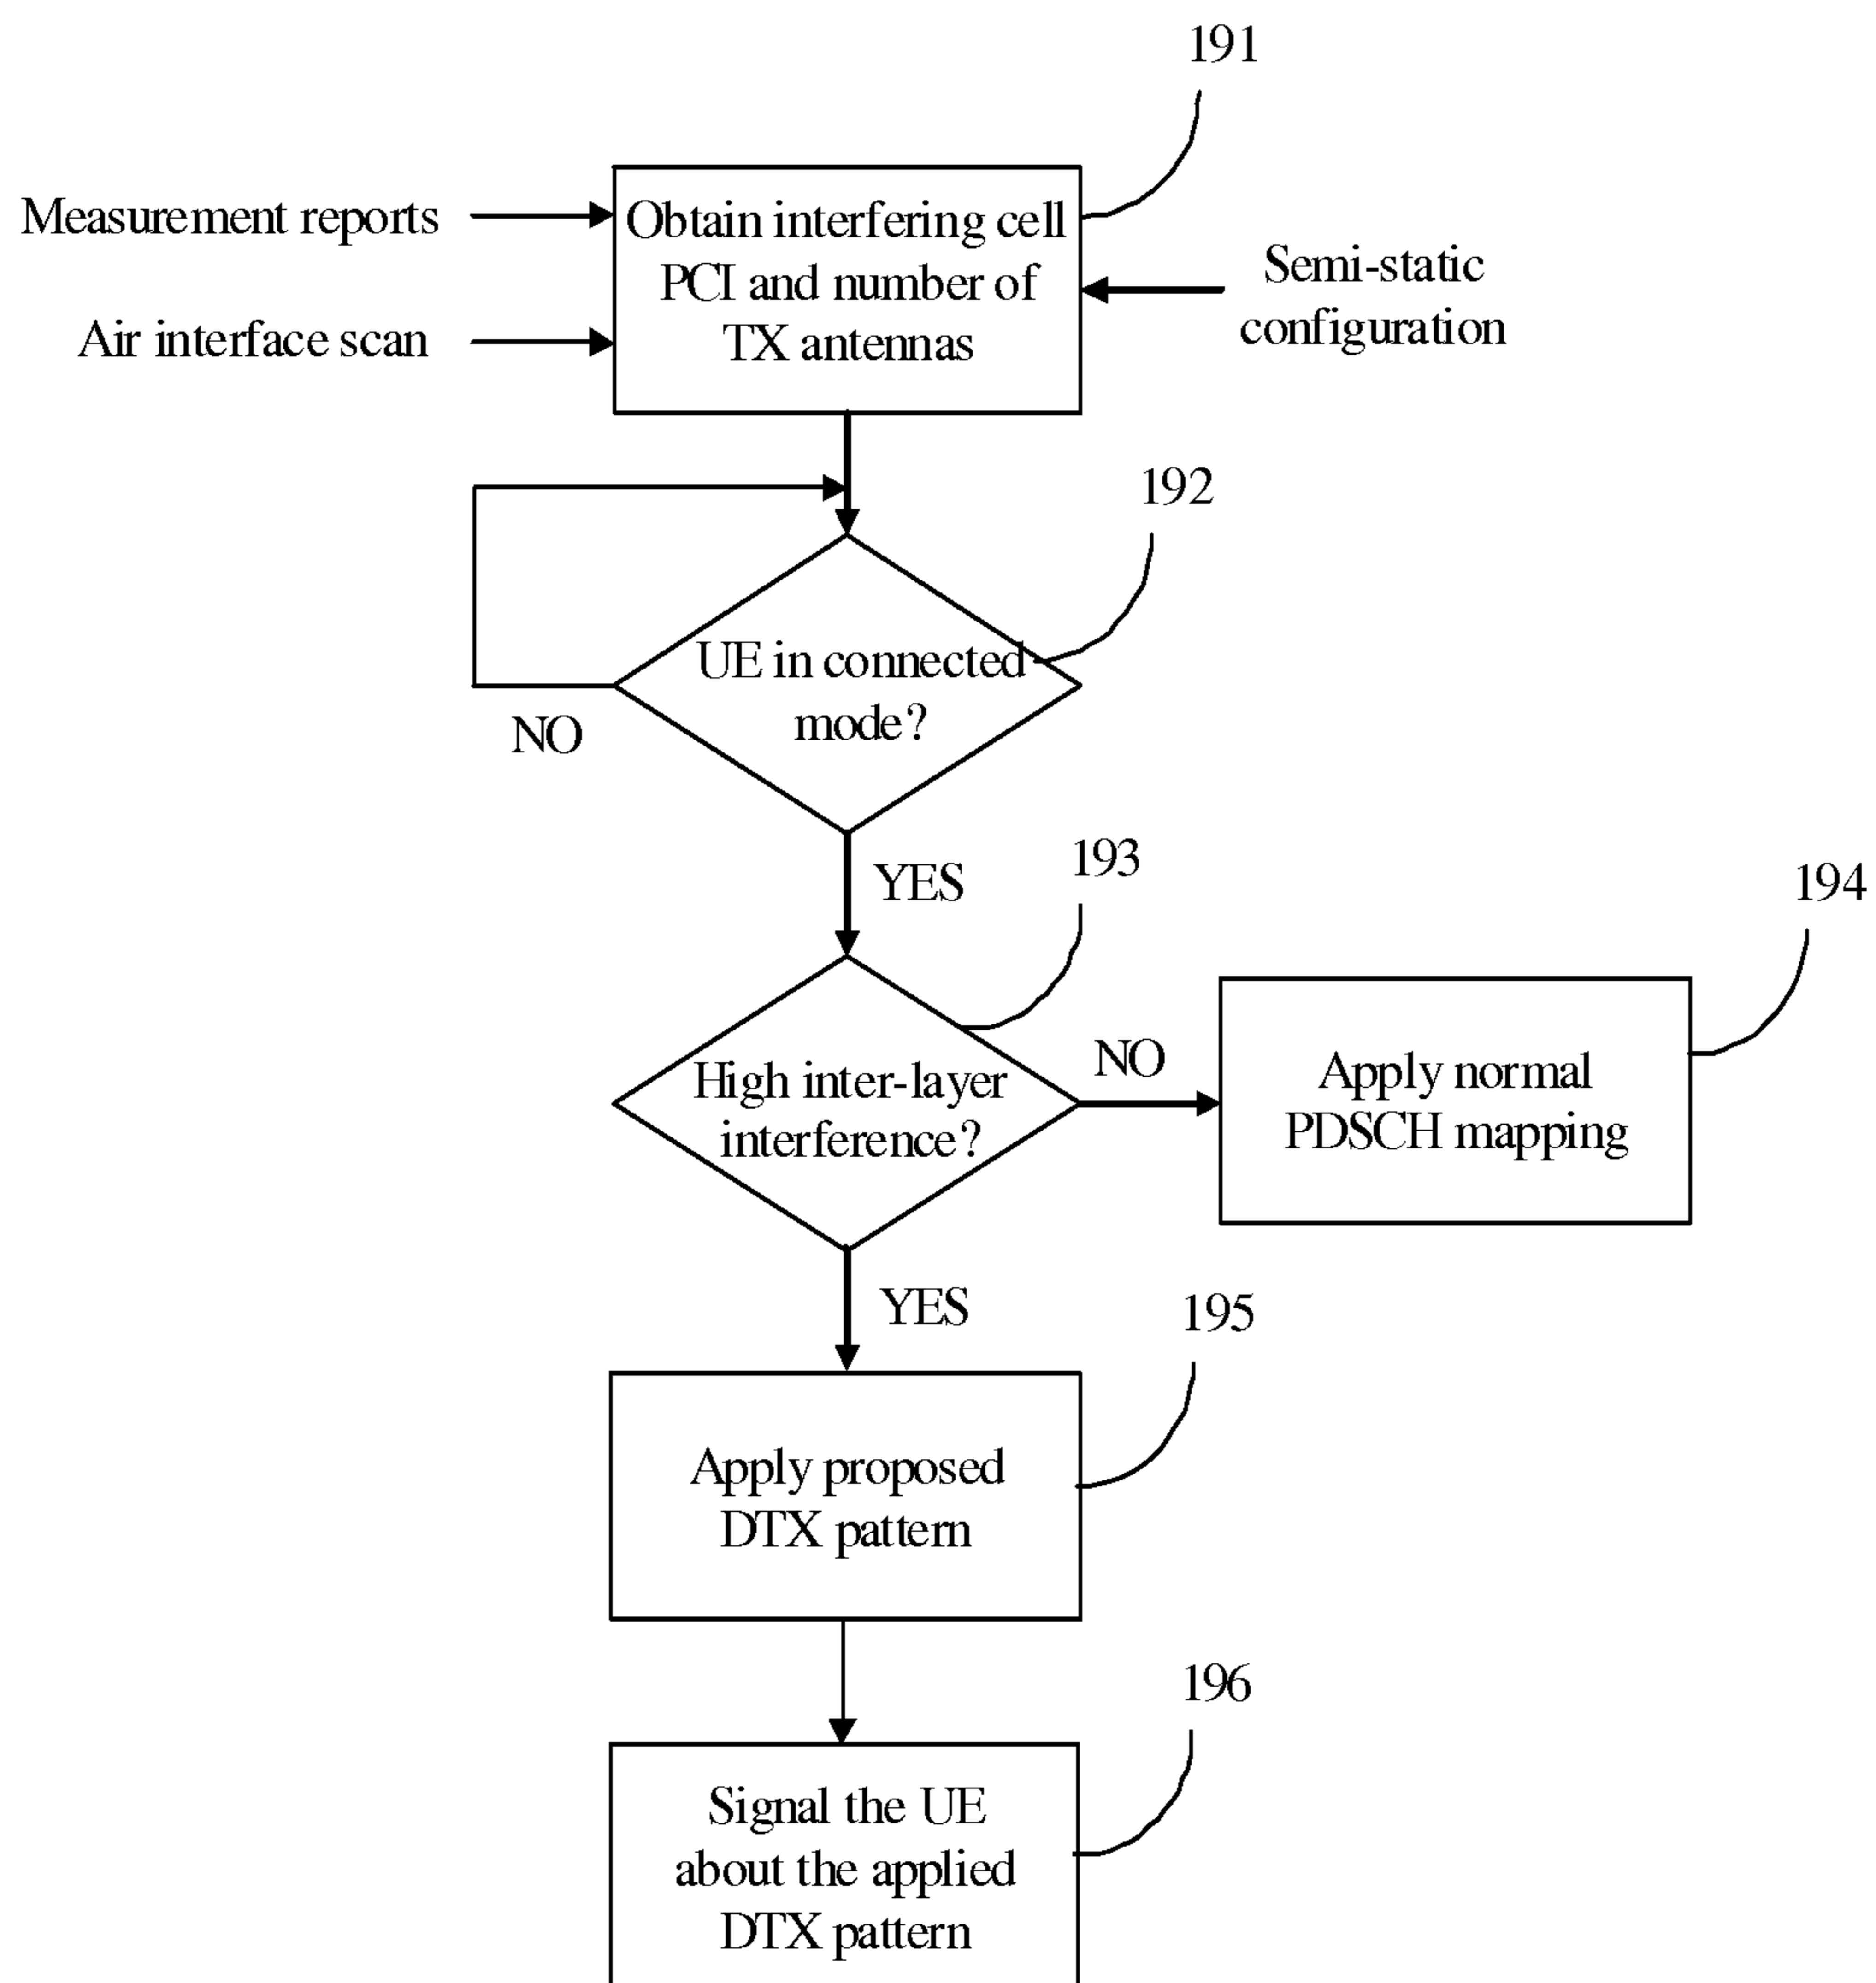 191
Measurement reports
Air interface scan
Obtain interfering cell
PCI and number of
TX antennas
Semi-static
configuration
192
UE in connected
mode?
NO
YES
193
High inter-layer
interference?
NO
194
Apply normal
PDSCH mapping
YES
195
Apply proposed
DTX pattern
196
Signal the UE
about the applied
DTX pattern